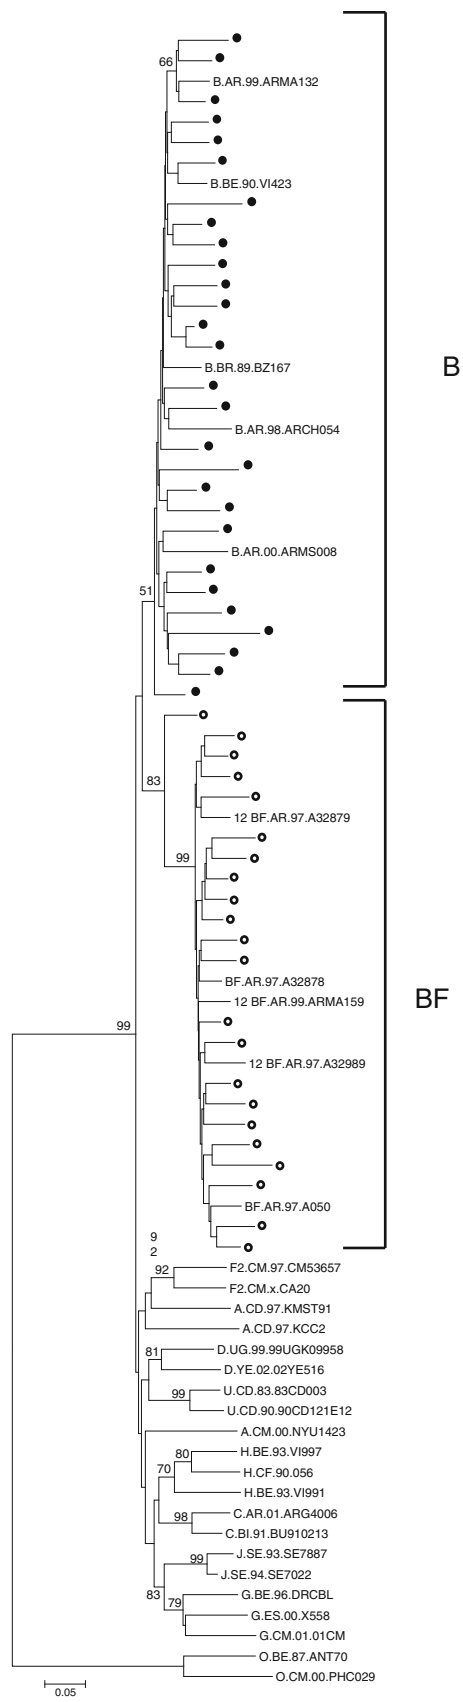 66
B.AR.99.ARMA132
B.BE.90.VI423
B.BR.89.BZ167
B
B.AR.98.ARCH054
B.AR.00.ARMS008
51
83
12 BF.AR.97.A32879
99
BF.AR.97.A32878
12 BF.AR.99.ARMA159
BF
99
12 BF.AR.97.A32989
BF.AR.97.A050
9
2
F2.CM.97.CM53657
92
F2.CM.x.CA20
A.CD.97.KMST91
A.CD.97.KCC2
D.UG.99.99UGK09958
81
D.YE.02.02YE516
U.CD.83.83CD003
99
U.CD.90.90CD121E12
A.CM.00.NYU1423
H.BE.93.VI997
80
H.CF.90.056
70
H.BE.93.VI991
C.AR.01.ARG4006
98
C.BI.91.BU910213
J.SE.93.SE7887
99
J.SE.94.SE7022
83
G.BE.96.DRCBL
79
G.ES.00.X558
G.CM.01.01CM
O.BE.87.ANT70
O.CM.00.PHC029
0.05